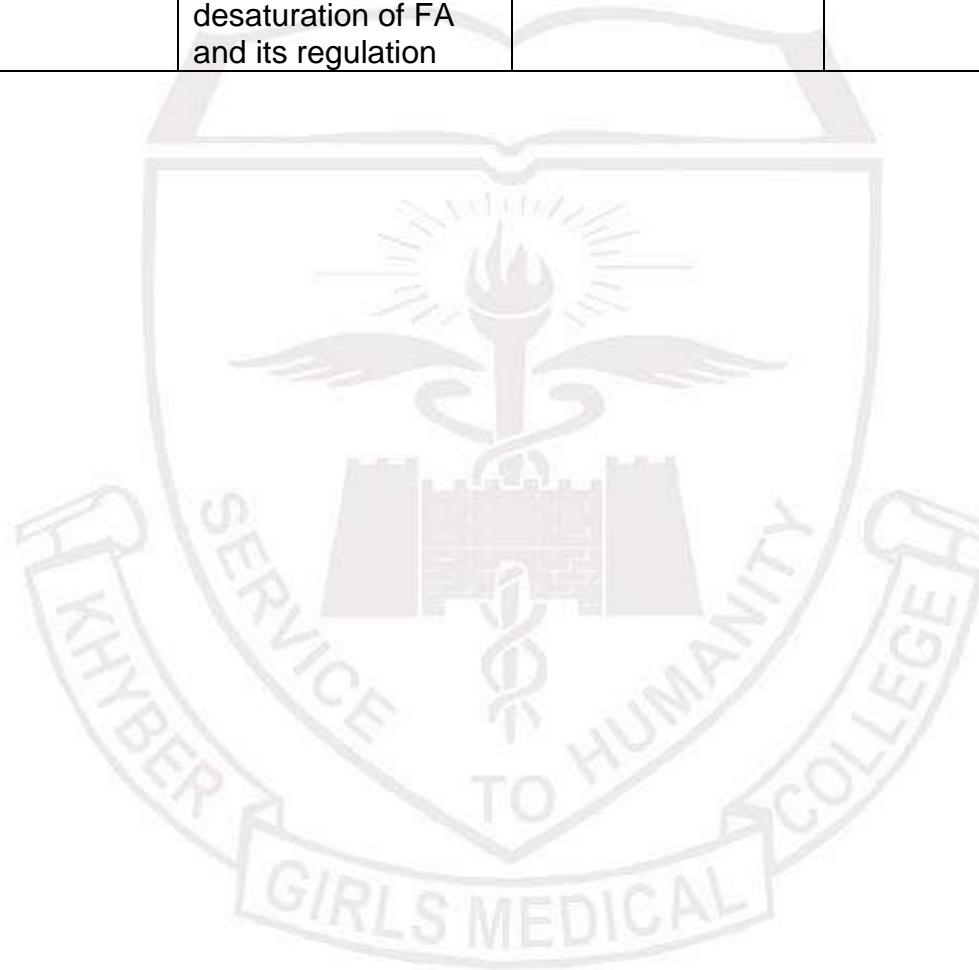 desaturation of FA
and its regulation
SERVICE TO HUMANITY
KHYBER GIRLS MEDICAL COLLEGE